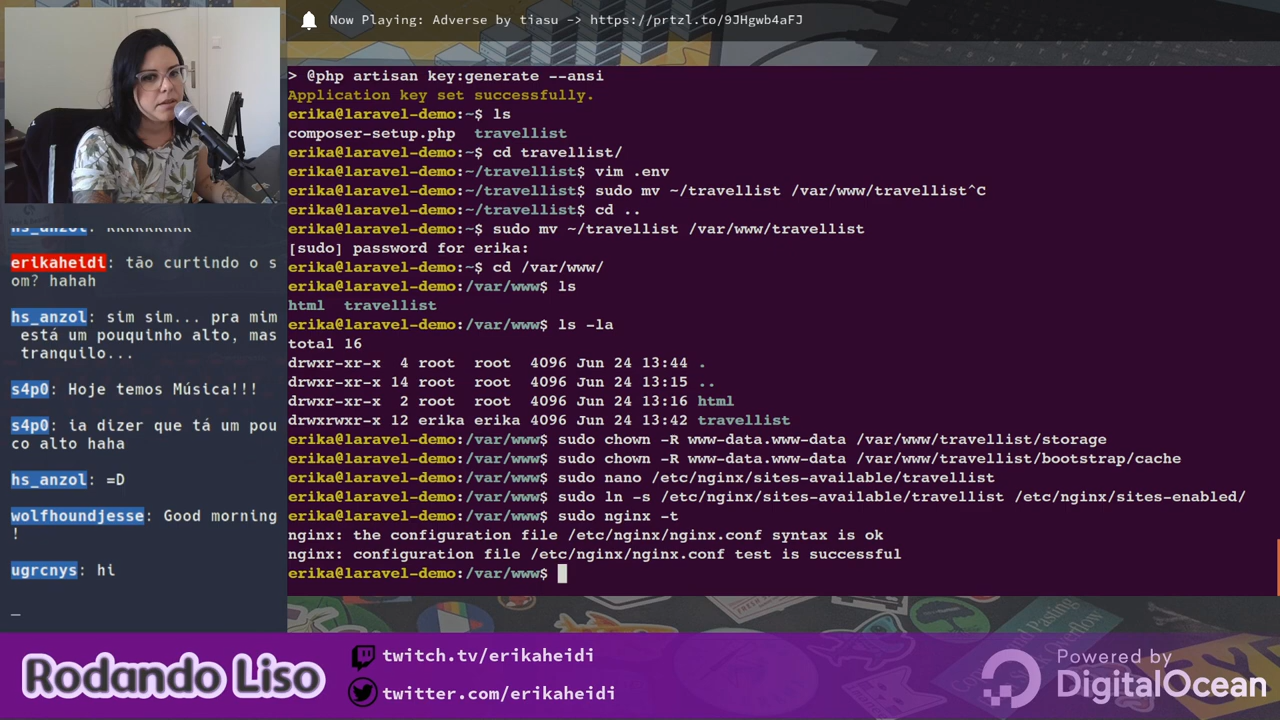 Now Playing: Adverse by tiasu -> https://prtzl.to/9JHgwb4aFJ
> @php artisan key:generate --ansi
Application key set successfully.
erika@laravel-demo:~$ ls
composer-setup.php  travellist
erika@laravel-demo:~$ cd travellist/
erika@laravel-demo:~/travellist$ vim .env
erika@laravel-demo:~/travellist$ sudo mv ~/travellist /var/www/travellist^C
erika@laravel-demo:~/travellist$ cd ..
erika@laravel-demo:~$ sudo mv ~/travellist /var/www/travellist
[sudo] password for erika:
erika@laravel-demo:~$ cd /var/www/
erika@laravel-demo:/var/www$ ls
html  travellist
erika@laravel-demo:/var/www$ ls -la
total 16
drwxr-xr-x  4 root  root  4096 Jun 24 13:44 .
drwxr-xr-x 14 root  root  4096 Jun 24 13:15 ..
drwxr-xr-x  2 root  root  4096 Jun 24 13:16 html
drwxrwxr-x 12 erika erika 4096 Jun 24 13:42 travellist
erika@laravel-demo:/var/www$ sudo chown -R www-data.www-data /var/www/travellist/storage
erika@laravel-demo:/var/www$ sudo chown -R www-data.www-data /var/www/travellist/bootstrap/cache
erika@laravel-demo:/var/www$ sudo nano /etc/nginx/sites-available/travellist
erika@laravel-demo:/var/www$ sudo ln -s /etc/nginx/sites-available/travellist /etc/nginx/sites-enabled/
erika@laravel-demo:/var/www$ sudo nginx -t
nginx: the configuration file /etc/nginx/nginx.conf syntax is ok
nginx: configuration file /etc/nginx/nginx.conf test is successful
erika@laravel-demo:/var/www$
hs_anzol: kkkkkkkkk
erikaheidi: tão curtindo o s
om? hahah
hs_anzol: sim sim... pra mim
está um pouquinho alto, mas
tranquilo...
s4p0: Hoje temos Música!!!
s4p0: ia dizer que tá um pou
co alto haha
hs_anzol: =D
wolfhoundjesse: Good morning
!
ugrcnys: hi
_
Rodando Liso
twitch.tv/erikaheidi
twitter.com/erikaheidi
Powered by
DigitalOcean